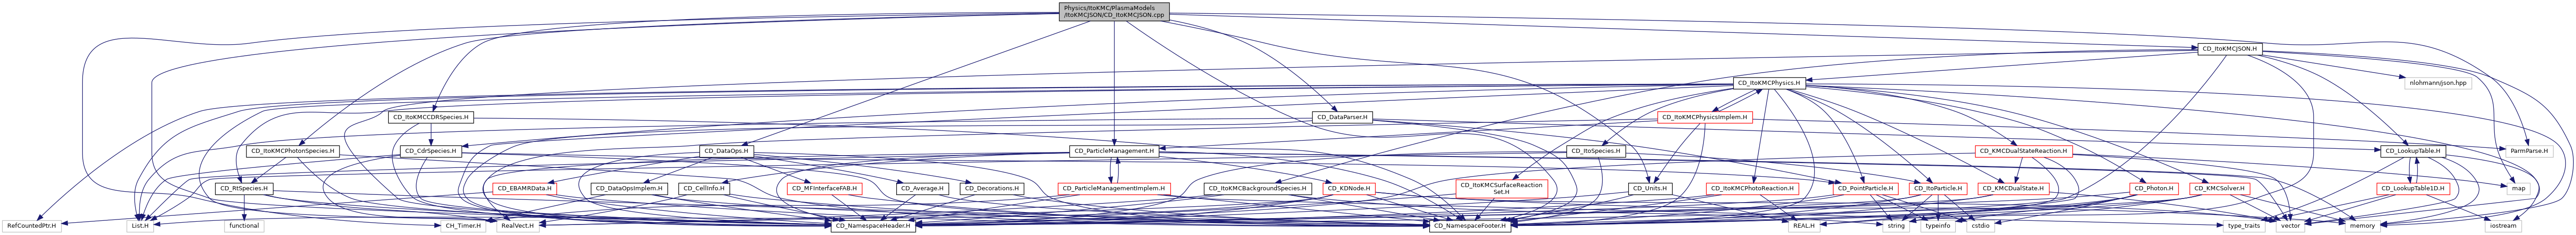 Physics/ItoKMC/PlasmaModels
/ItoKMCJSON/CD_ItoKMCJSON.cpp
CD_ItoKMCJSON.H
CD_ItoKMCPhysics.H
nlohmann/json.hpp
CD_ItoKMCCDRSpecies.H
CD_DataParser.H
CD_ItoKMCPhysicsImplem.H
CD_ItoKMCPhotonSpecies.H
CD_CdrSpecies.H
CD_DataOps.H
CD_ParticleManagement.H
CD_ItoSpecies.H
CD_KMCDualStateReaction.H
CD_LookupTable.H
ParmParse.H
CD_RtSpecies.H
CD_EBAMRData.H
CD_DataOpsImplem.H
CD_CellInfo.H
CD_MFInterfaceFAB.H
CD_Average.H
CD_Decorations.H
CD_ParticleManagementImplem.H
CD_ItoKMCBackgroundSpecies.H
CD_KDNode.H
CD_ItoKMCSurfaceReaction
Set.H
CD_Units.H
CD_ItoKMCPhotoReaction.H
CD_PointParticle.H
CD_ItoParticle.H
CD_KMCDualState.H
CD_Photon.H
CD_KMCSolver.H
CD_LookupTable1D.H
map
RefCountedPtr.H
List.H
functional
CH_Timer.H
RealVect.H
CD_NamespaceHeader.H
CD_NamespaceFooter.H
REAL.H
string
typeinfo
cstdio
type_traits
vector
memory
iostream